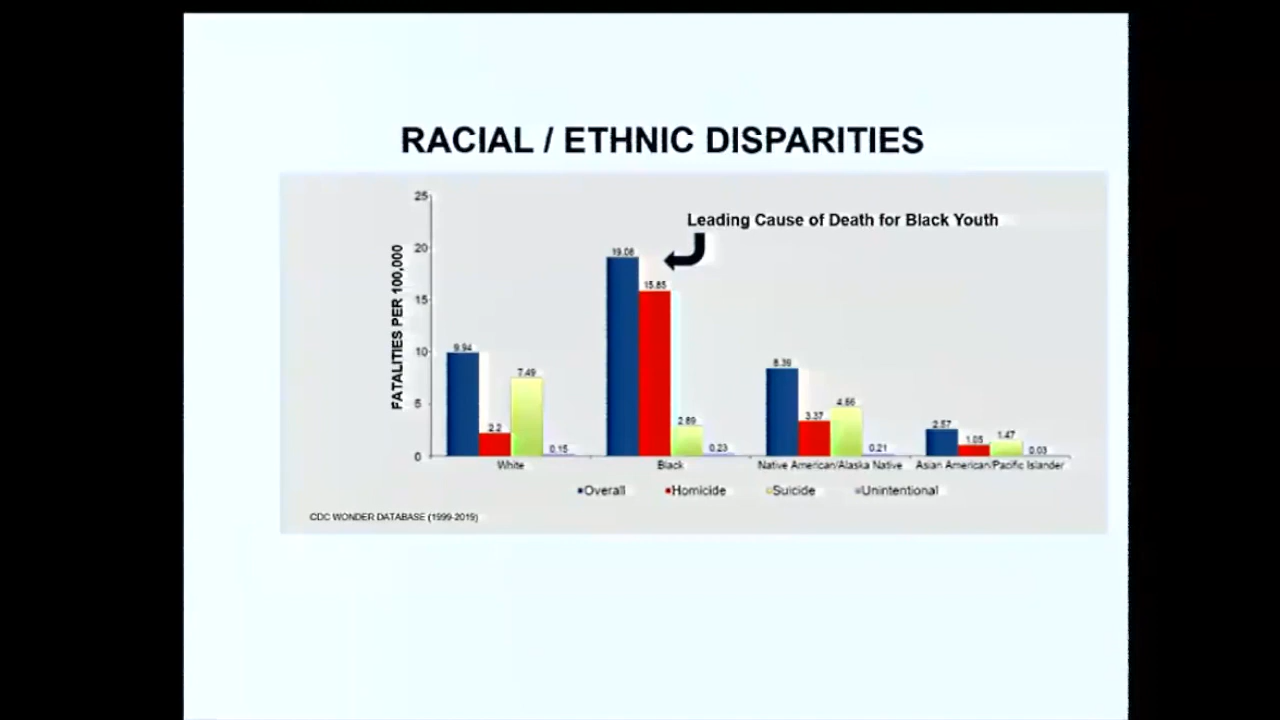 RACIAL / ETHNIC DISPARITIES
FATALITIES PER 100,000
25
20
15
10
5
0
Leading Cause of Death for Black Youth
9.94
2.2
7.49
0.15
19.08
15.85
2.89
0.23
8.39
3.37
4.66
0.21
2.57
1.05
1.47
0.03
White
Black
Native American/Alaska Native
Asian American/Pacific Islander
Overall
Homicide
Suicide
Unintentional
CDC WONDER DATABASE (1999-2019)